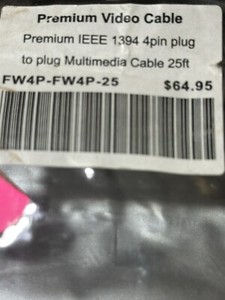 Premium Video Cable
Premium IEEE 1394 4pin plug
to plug Multimedia Cable 25ft
FW4P-FW4P-25 $64.95